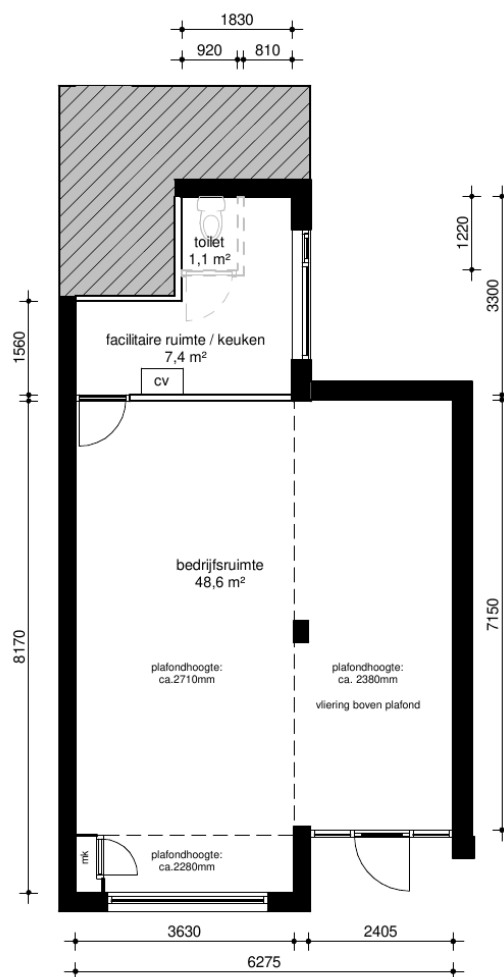 1830
920
810
toilet
1,1 m²
1220
3300
1560
facilitaire ruimte / keuken
7,4 m²
cv
bedrijfsruimte
48,6 m²
8170
7150
plafondhoogte:
ca.2710mm
plafondhoogte:
ca. 2380mm
vliering boven plafond
mk
plafondhoogte:
ca.2280mm
3630
2405
6275